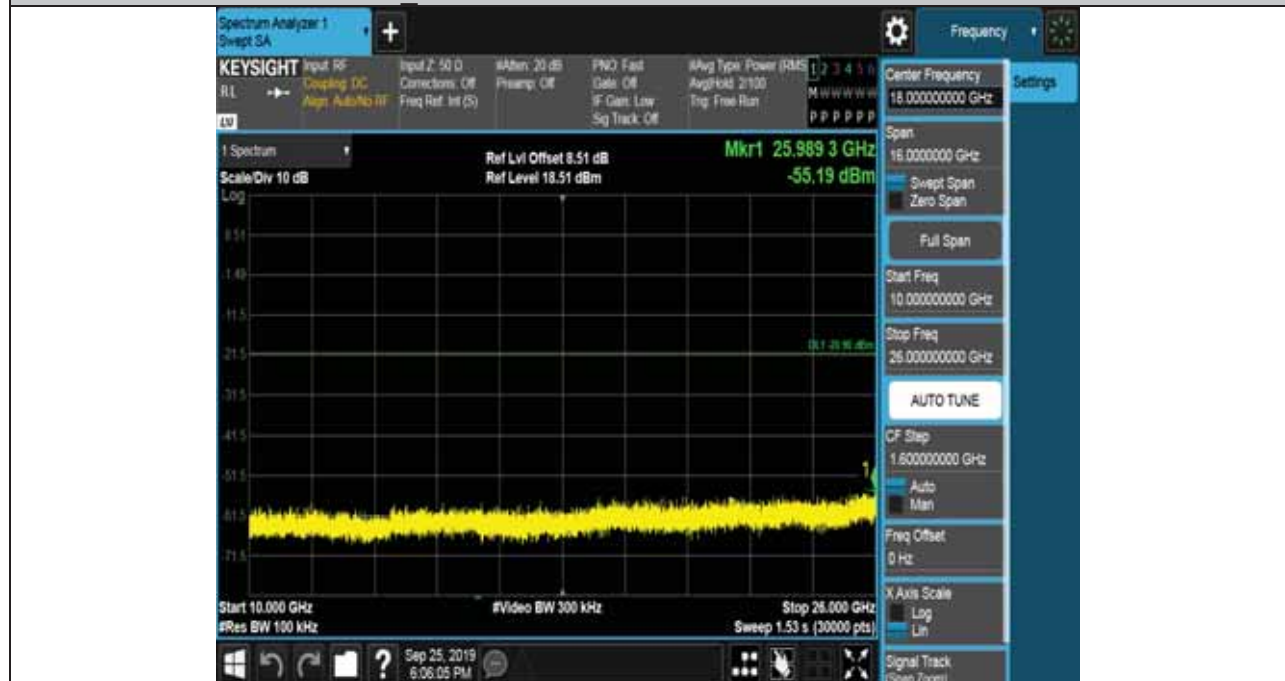 Spectrum Analyzer 1
Swept SA
+
Frequency
KEYSIGHT
RL
LV
Input: RF
Coupling: DC
Align: Auto/No RF
Input Z: 50 Ω
Corrections: Off
Freq Ref: Int (S)
#Atten: 20 dB
Preamp: Off
PNO: Fast
Gate: Off
IF Gain: Low
Sig Track: Off
#Avg Type: Power (RMS
Avg|Hold: 2/100
Trig: Free Run
1 2 3 4 5 6
M W W W W W
P P P P P P
1 Spectrum
Scale/Div 10 dB
Log
Ref Lvl Offset 8.51 dB
Ref Level 18.51 dBm
Mkr1 25.989 3 GHz
-55.19 dBm
8.51
-1.49
-11.5
-21.5
-31.5
-41.5
-51.5
-61.5
-71.5
1
Start 10.000 GHz
#Res BW 100 kHz
#Video BW 300 kHz
Stop 26.000 GHz
Sweep 1.53 s (30000 pts)
Sep 25, 2019
6:06:05 PM
?
Settings
Center Frequency
18.000000000 GHz
Span
16.0000000 GHz
Swept Span
Zero Span
Full Span
Start Freq
10.000000000 GHz
Stop Freq
26.000000000 GHz
AUTO TUNE
CF Step
1.600000000 GHz
Auto
Man
Freq Offset
0 Hz
X Axis Scale
Log
Lin
Signal Track
(Span Zoom)